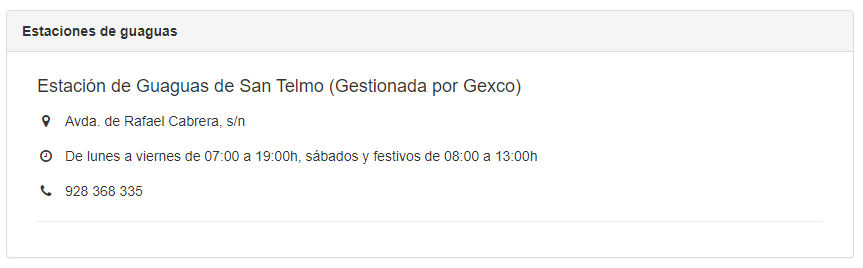 Estaciones de guaguas
Estación de Guaguas de San Telmo (Gestionada por Gexco)
Avda. de Rafael Cabrera, s/n
De lunes a viernes de 07:00 a 19:00h, sábados y festivos de 08:00 a 13:00h
928 368 335